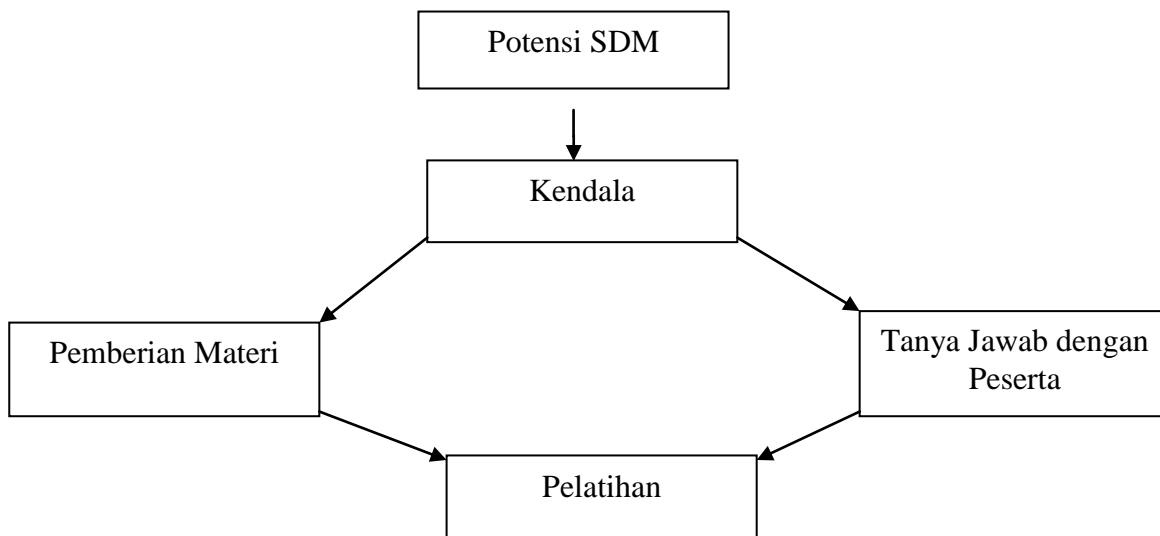 Potensi SDM
Kendala
Pemberian Materi
Tanya Jawab dengan
Peserta
Pelatihan